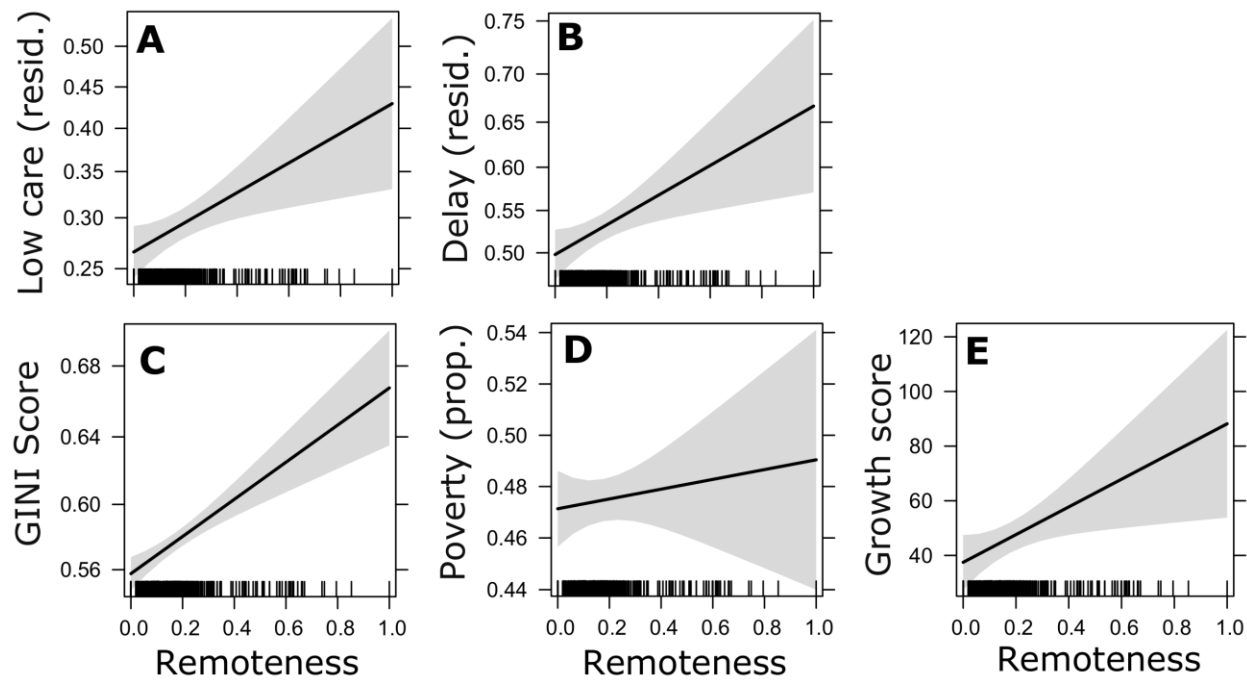 A
Low care (resid.)
0.50
0.45
0.40
0.35
0.30
0.25
B
Delay (resid.)
0.75
0.70
0.65
0.60
0.55
0.50
C
GINI Score
0.68
0.64
0.60
0.56
0.0 0.2 0.4 0.6 0.8 1.0
Remoteness
D
Poverty (prop.)
0.54
0.52
0.50
0.48
0.46
0.44
0.0 0.2 0.4 0.6 0.8 1.0
Remoteness
E
Growth score
120
100
80
60
40
0.0 0.2 0.4 0.6 0.8 1.0
Remoteness